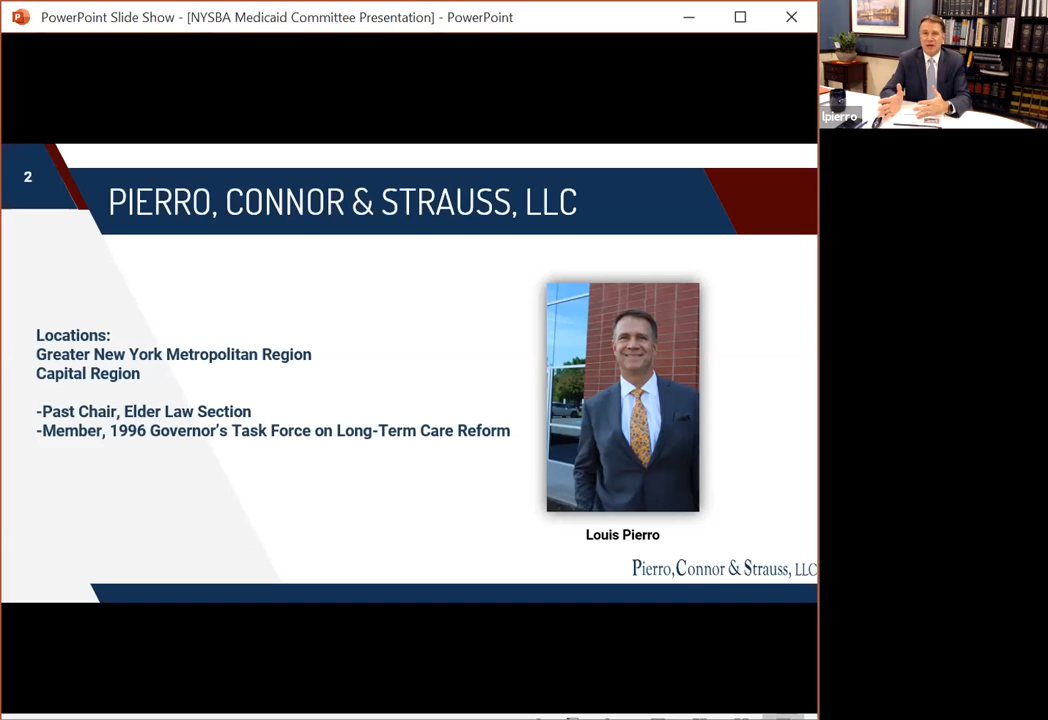 PowerPoint Slide Show - [NYSBA Medicaid Committee Presentation] - PowerPoint
lpierro
2
PIERRO, CONNOR & STRAUSS, LLC
Locations:
Greater New York Metropolitan Region
Capital Region
-Past Chair, Elder Law Section
-Member, 1996 Governor's Task Force on Long-Term Care Reform
Louis Pierro
Pierro, Connor & Strauss, LLC